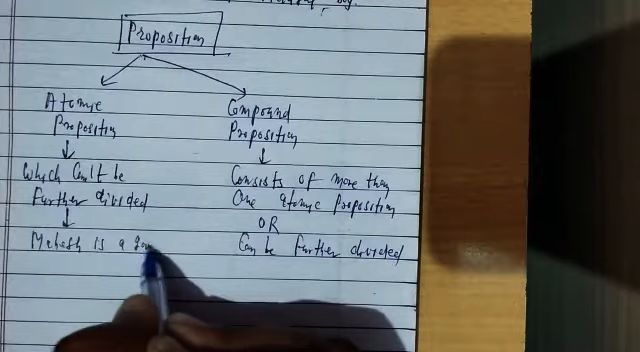 Proposition
Atomic
Proposition
Which Can't be
Further divided
Mahesh is a
Compound
Proposition
Consists of more than
One atomic proposition
OR
Can be further divided